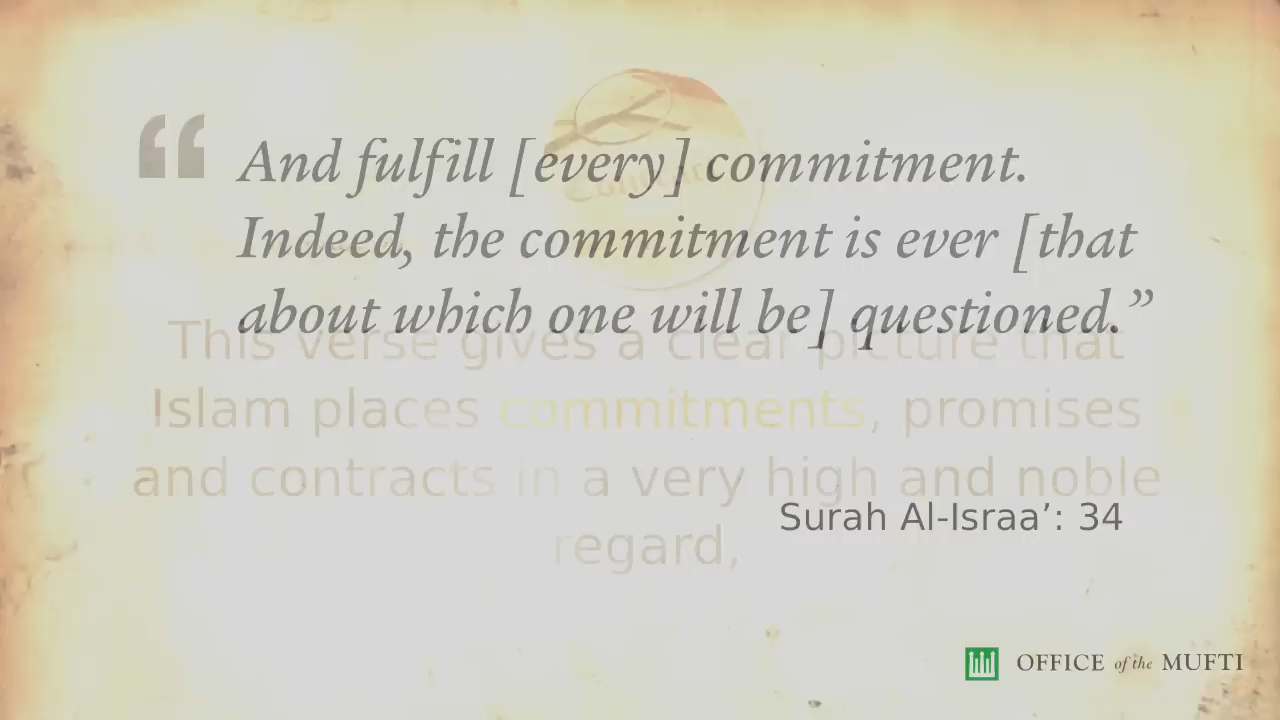 “ And fulfill [every] commitment.
Indeed, the commitment is ever [that
about which one will be] questioned.”
This verse gives a clear picture that
Islam places commitments, promises
and contracts in a very high and noble
Surah Al-Israa’: 34
regard,
OFFICE of the MUFTI